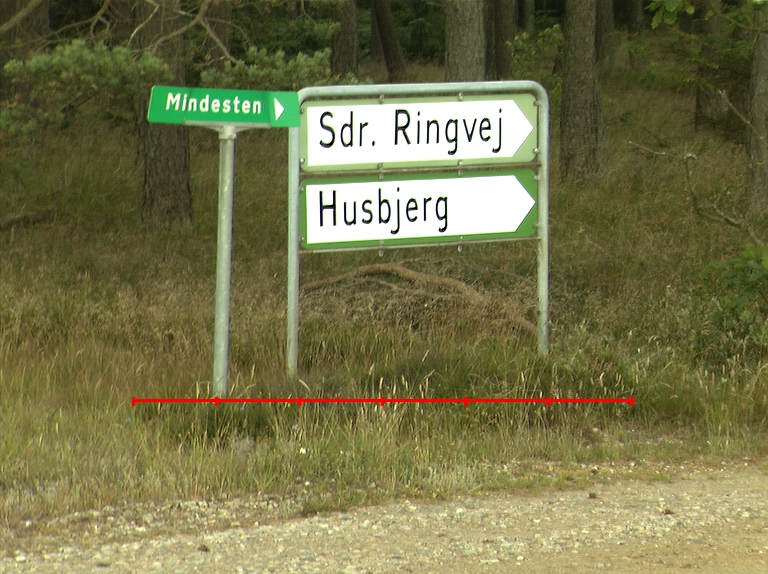 Mindesten
Sdr. Ringvej
Husbjerg